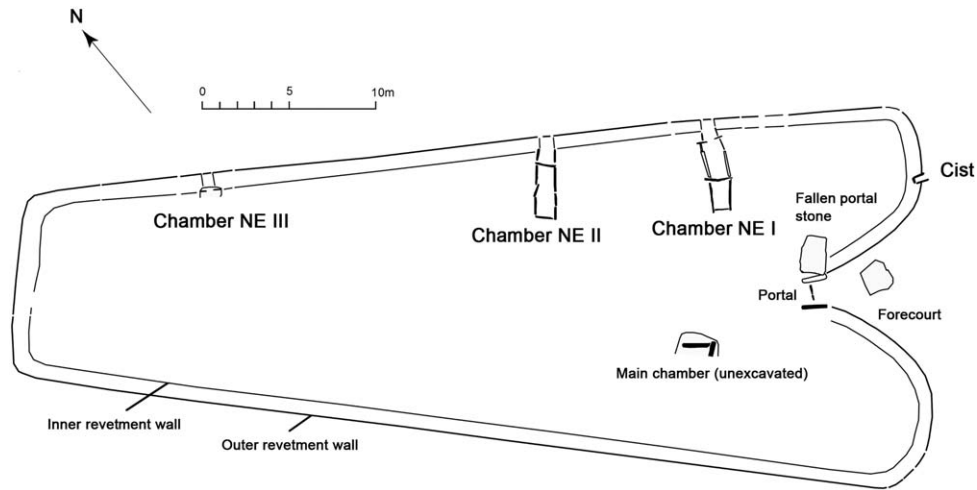 N
0
5
10m
Cist
Fallen portal
stone
Chamber NE III
Chamber NE II
Chamber NE I
Portal
Forecourt
Main chamber (unexcavated)
Inner revetment wall
Outer revetment wall